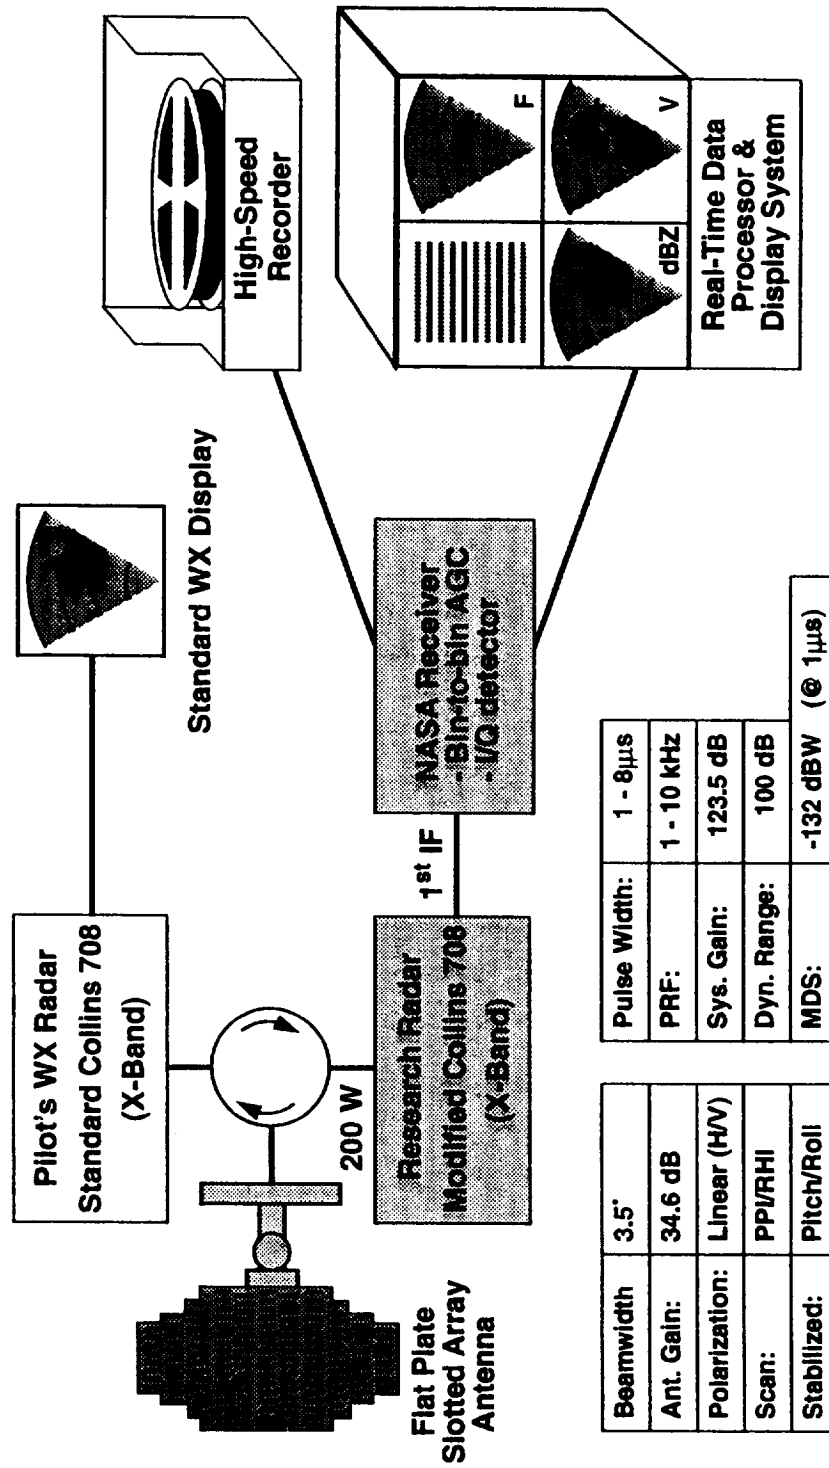 Pilot's WX Radar
Standard Collins 708
(X-Band)
Standard WX Display
High-Speed
Recorder
200 W
Flat Plate
Slotted Array
Antenna
Research Radar
Modified Collins 708
(X-Band)
1st IF
NASA Receiver
- Bin-to-bin AGC
- I/Q detector
F
dBZ
V
Real-Time Data
Processor &
Display System
Beamwidth 3.5°
Ant. Gain: 34.6 dB
Polarization: Linear (H/V)
Scan: PPI/RHI
Stabilized: Pitch/Roll
Pulse Width: 1 - 8µs
PRF: 1 - 10 kHz
Sys. Gain: 123.5 dB
Dyn. Range: 100 dB
MDS: -132 dBW (@ 1µs)